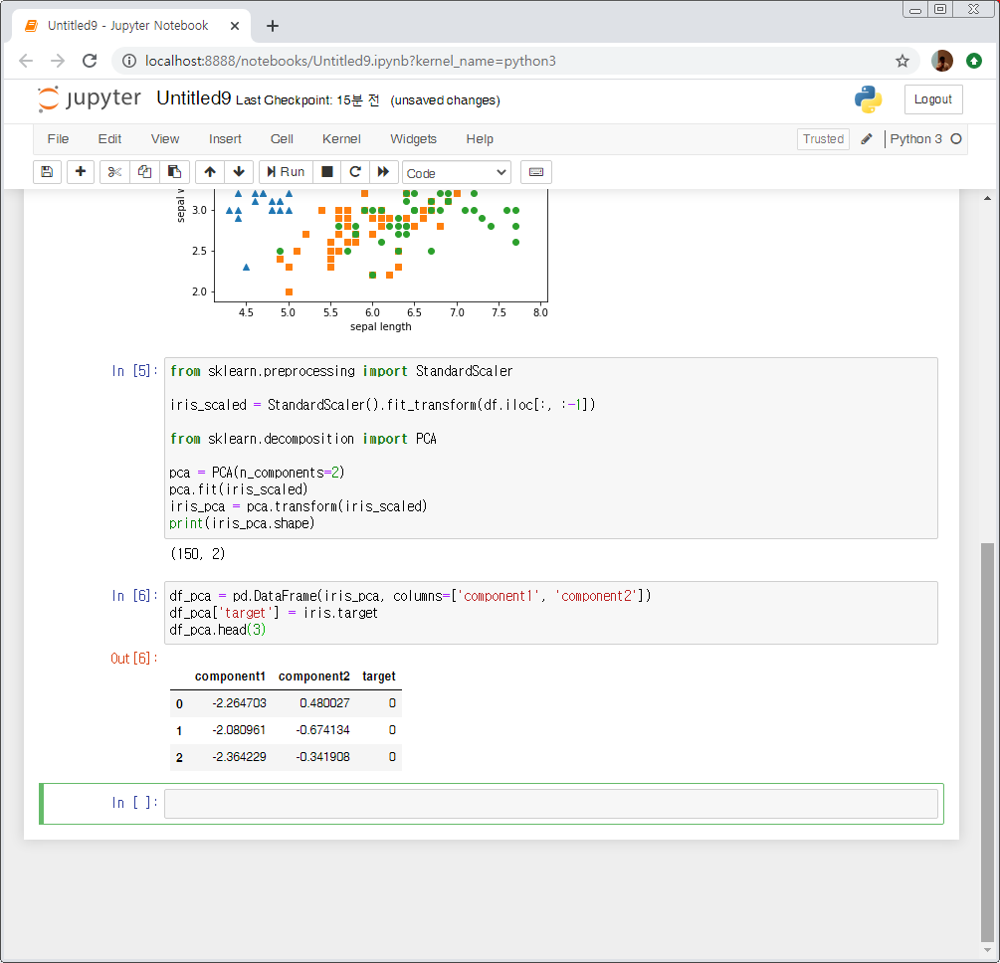 Untitled9 - Jupyter Notebook
localhost:8888/notebooks/Untitled9.ipynb?kernel_name=python3
jupyter Untitled9 Last Checkpoint: 15분 전 (unsaved changes)
Logout
File Edit View Insert Cell Kernel Widgets Help
Trusted Python 3
Run Code
3.0
2.5
2.0
sepal
4.5 5.0 5.5 6.0 6.5 7.0 7.5 8.0
sepal length
In [5]:
from sklearn.preprocessing import StandardScaler
iris_scaled = StandardScaler().fit_transform(df.iloc[:, :-1])
from sklearn.decomposition import PCA
pca = PCA(n_components=2)
pca.fit(iris_scaled)
iris_pca = pca.transform(iris_scaled)
print(iris_pca.shape)
(150, 2)
In [6]:
df_pca = pd.DataFrame(iris_pca, columns=['component1', 'component2'])
df_pca['target'] = iris.target
df_pca.head(3)
Out[6]:
component1 component2 target
0 -2.264703 0.480027 0
1 -2.080961 -0.674134 0
2 -2.364229 -0.341908 0
In [ ]: